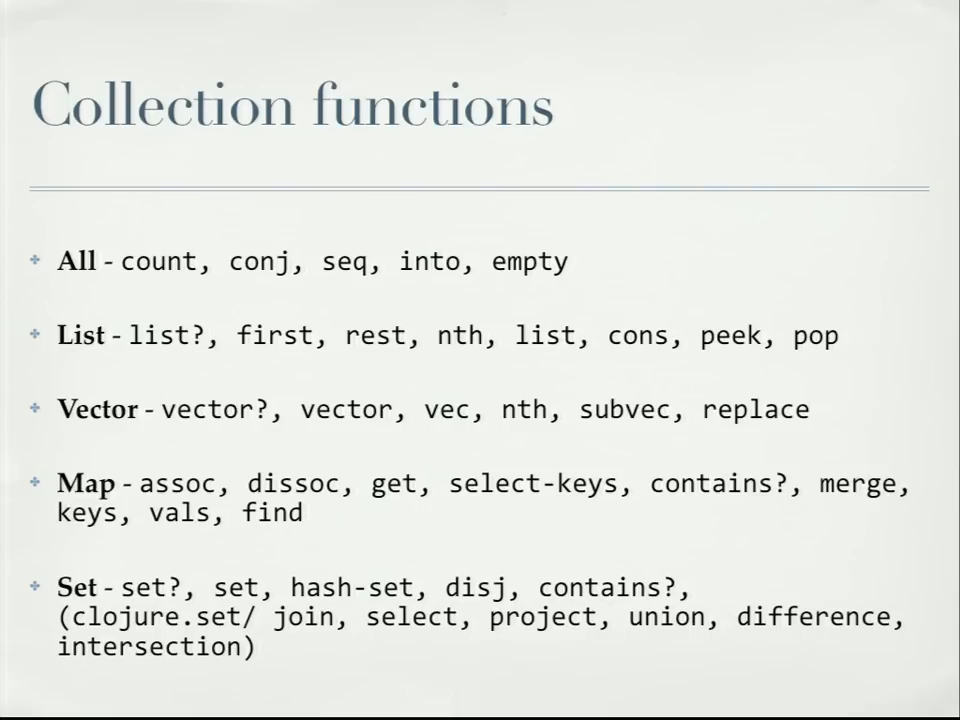 Collection functions
All - count, conj, seq, into, empty
List - list?, first, rest, nth, list, cons, peek, pop
Vector - vector?, vector, vec, nth, subvec, replace
Map - assoc, dissoc, get, select-keys, contains?, merge,
keys, vals, find
Set - set?, set, hash-set, disj, contains?,
(clojure.set/ join, select, project, union, difference,
intersection)